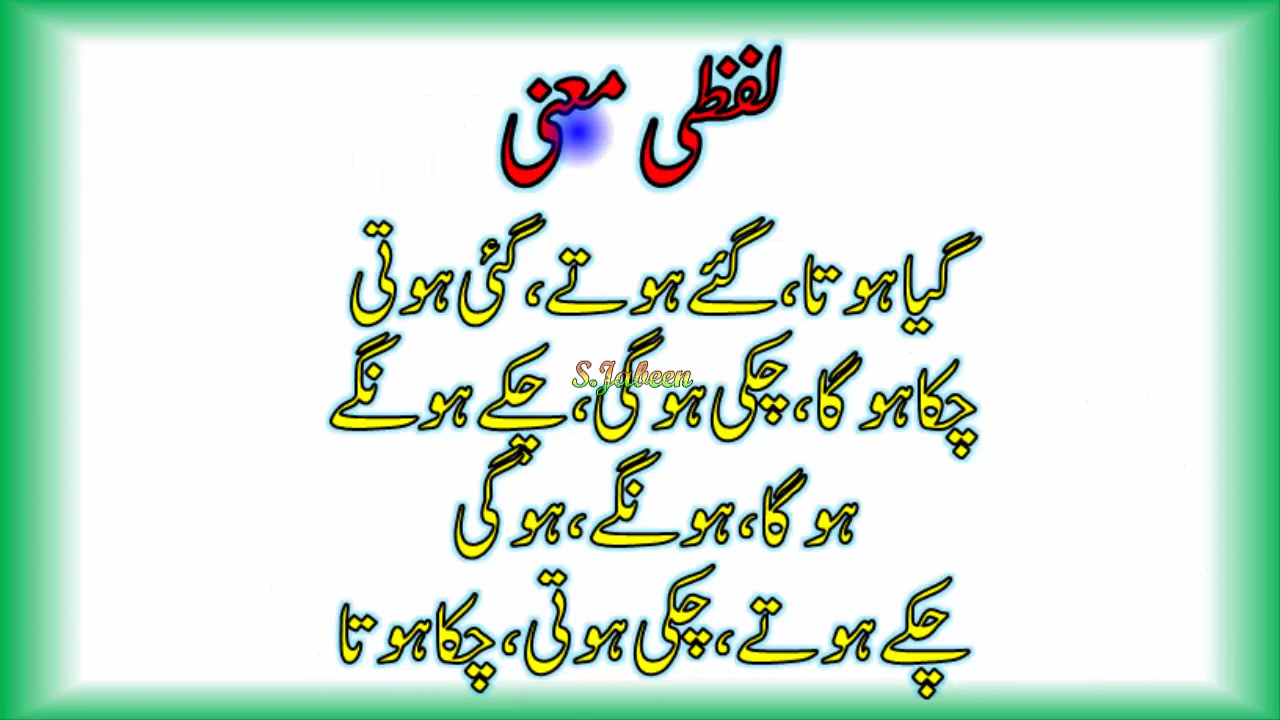 لفظی معنی
گیا ہوتا، گئے ہوتے، گئی ہوتی
چکا ہو گا، چکی ہو گی، چکے ہونگے
S.Jabeen
ہو گا، ہونگے، ہو گی
چکے ہوتے، چکی ہوتی، چکا ہوتا